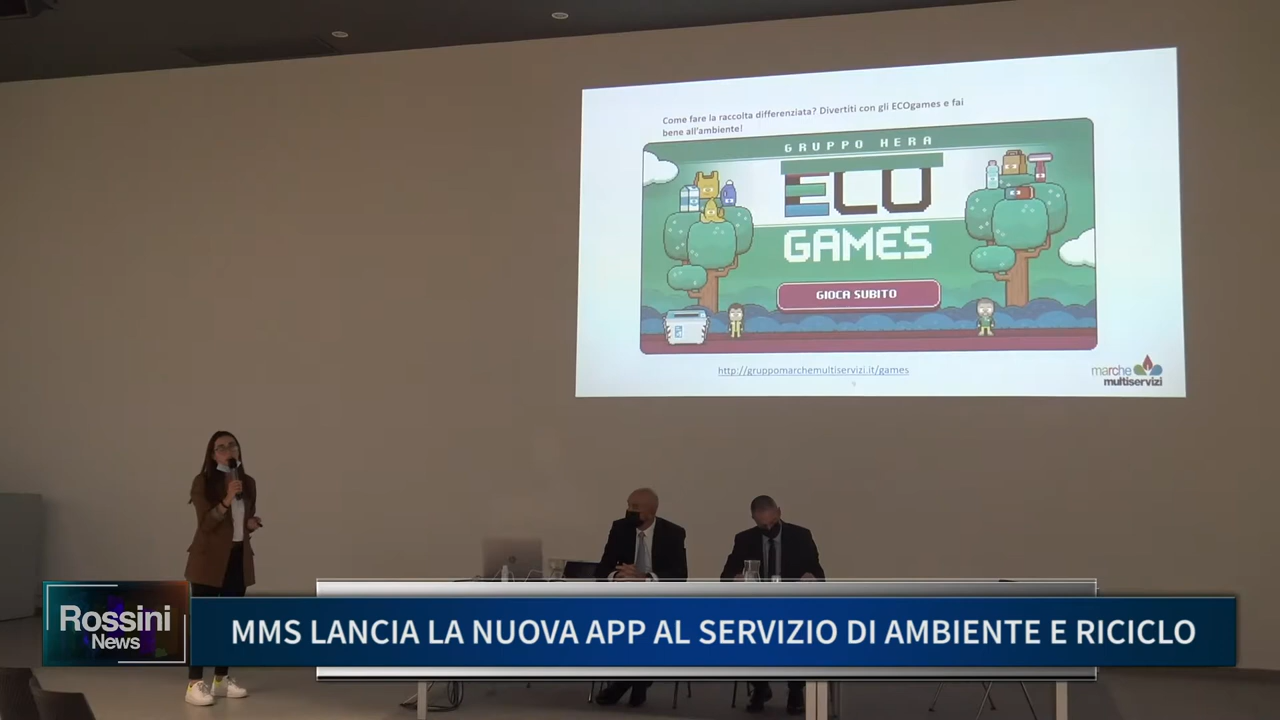 Come fare la raccolta differenziata? Divertiti con gli ECOgames e fai
bene all'ambiente!
GRUPPO HERA
ECO
GAMES
GIOCA SUBITO
http://gruppomarchemultiservizi.it/games
marche
multiservizi
Rossini
News
MMS LANCIA LA NUOVA APP AL SERVIZIO DI AMBIENTE E RICICLO